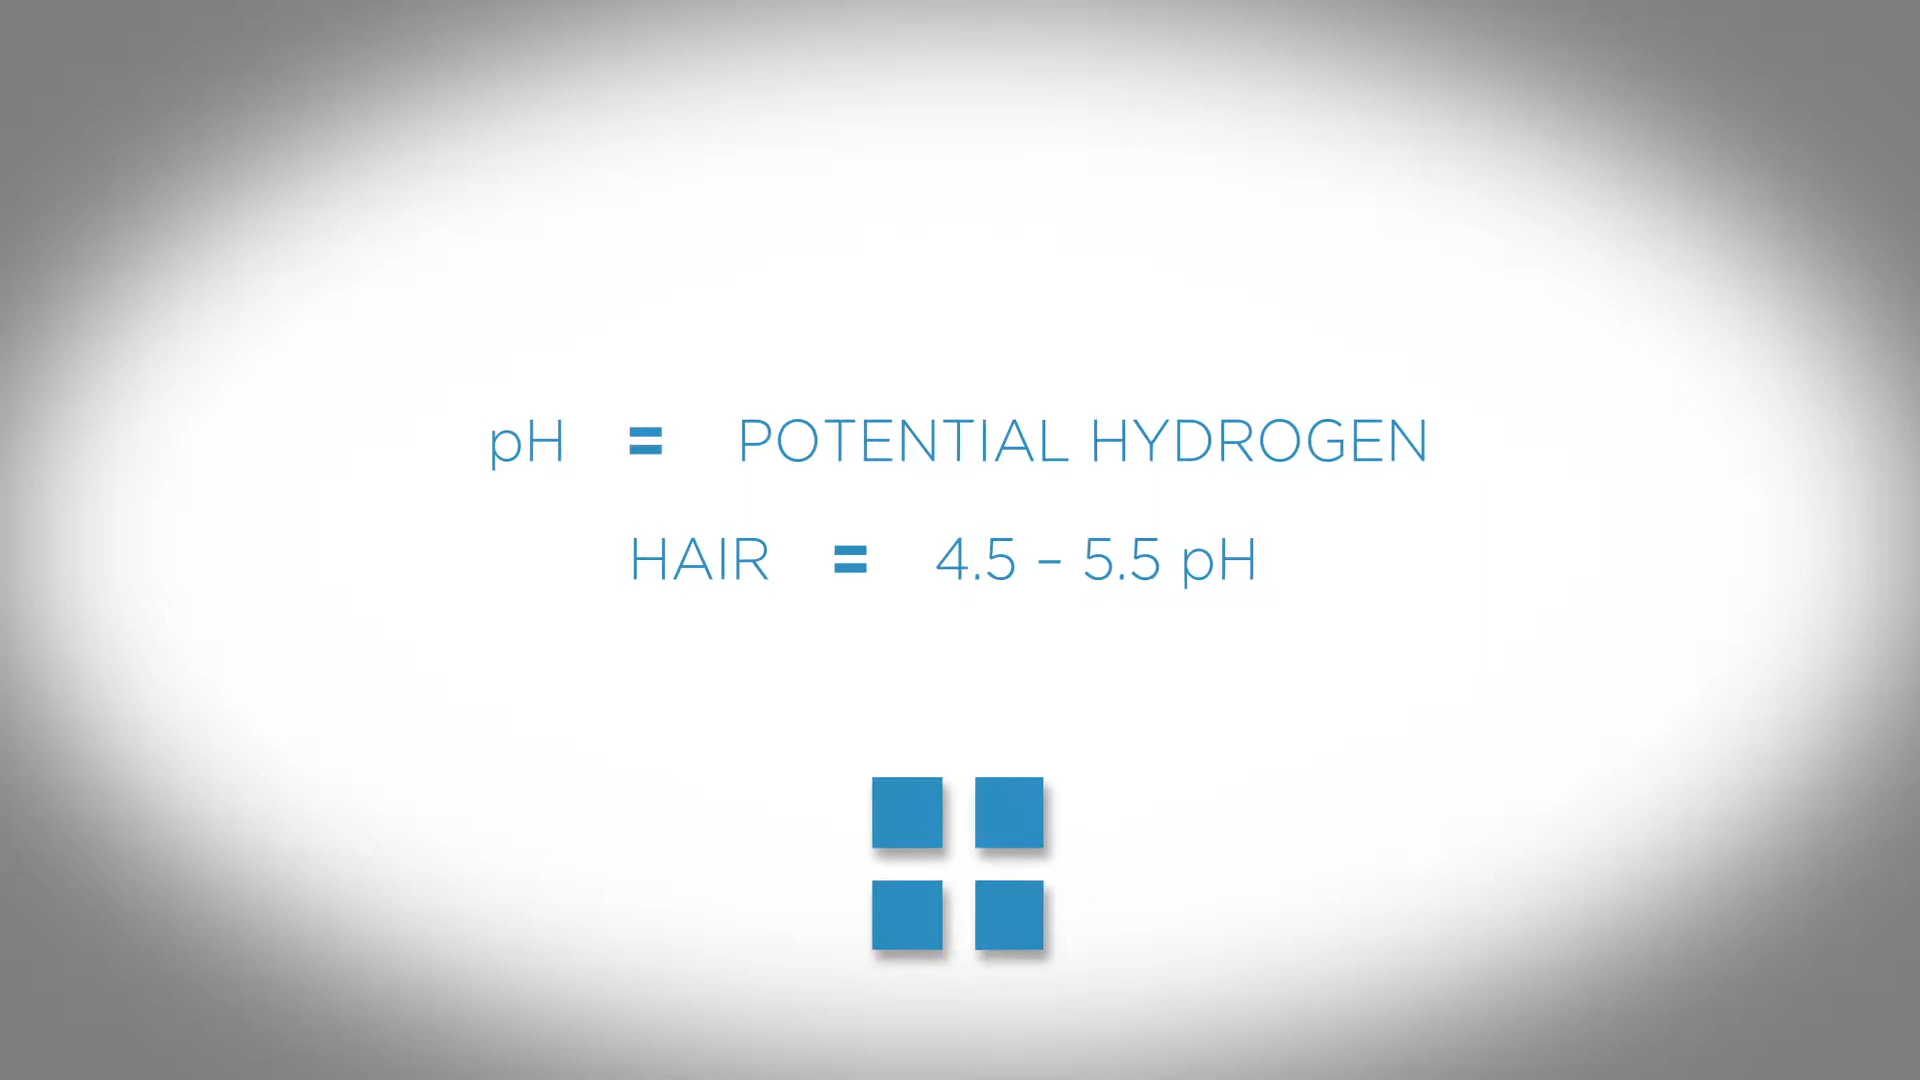 pH = POTENTIAL HYDROGEN
HAIR = 4.5 – 5.5 pH